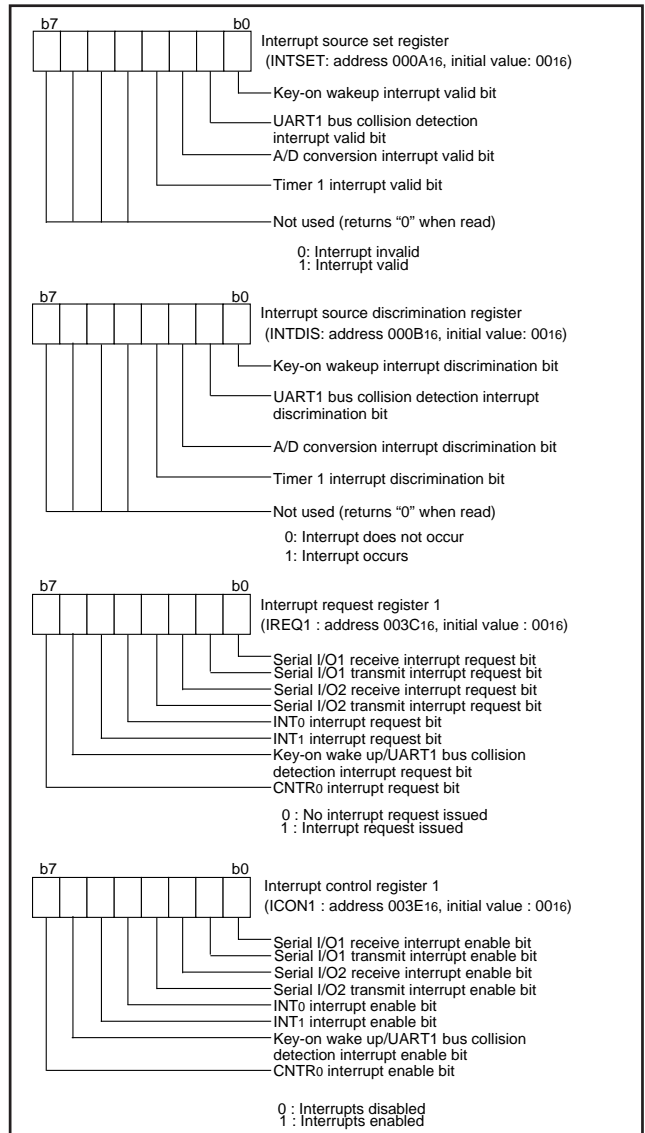 b7 b0
Interrupt source set register
(INTSET: address 000A16, initial value: 0016)
Key-on wakeup interrupt valid bit
UART1 bus collision detection
interrupt valid bit
A/D conversion interrupt valid bit
Timer 1 interrupt valid bit
Not used (returns “0” when read)
0: Interrupt invalid
1: Interrupt valid
b7 b0
Interrupt source discrimination register
(INTDIS: address 000B16, initial value: 0016)
Key-on wakeup interrupt discrimination bit
UART1 bus collision detection interrupt
discrimination bit
A/D conversion interrupt discrimination bit
Timer 1 interrupt discrimination bit
Not used (returns “0” when read)
0: Interrupt does not occur
1: Interrupt occurs
b7 b0
Interrupt request register 1
(IREQ1 : address 003C16, initial value : 0016)
Serial I/O1 receive interrupt request bit
Serial I/O1 transmit interrupt request bit
Serial I/O2 receive interrupt request bit
Serial I/O2 transmit interrupt request bit
INT0 interrupt request bit
INT1 interrupt request bit
Key-on wake up/UART1 bus collision
detection interrupt request bit
CNTR0 interrupt request bit
0 : No interrupt request issued
1 : Interrupt request issued
b7 b0
Interrupt control register 1
(ICON1 : address 003E16, initial value : 0016)
Serial I/O1 receive interrupt enable bit
Serial I/O1 transmit interrupt enable bit
Serial I/O2 receive interrupt enable bit
Serial I/O2 transmit interrupt enable bit
INT0 interrupt enable bit
INT1 interrupt enable bit
Key-on wake up/UART1 bus collision
detection interrupt enable bit
CNTR0 interrupt enable bit
0 : Interrupts disabled
1 : Interrupts enabled